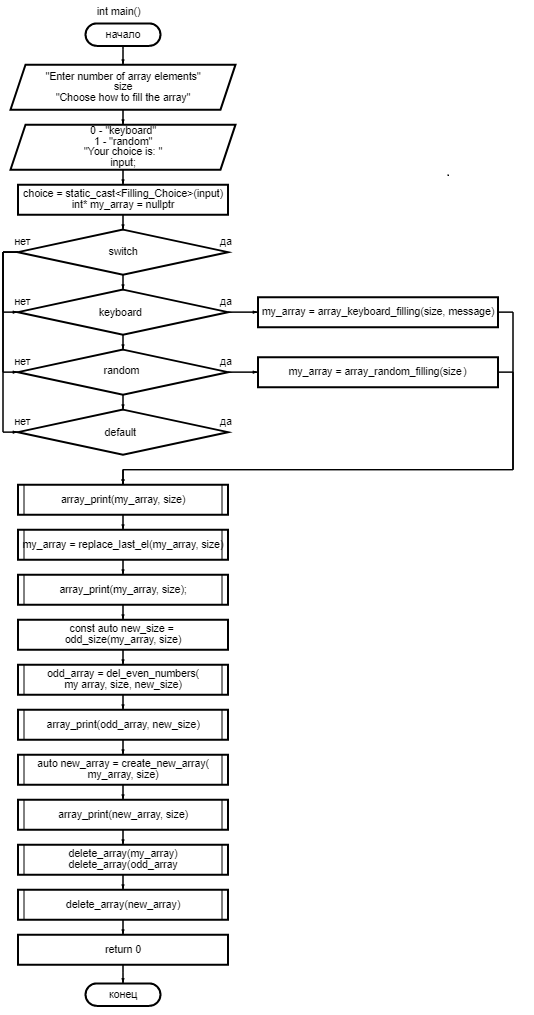 int main()
начало
"Enter number of array elements"
size
"Choose how to fill the array"
0 - "keyboard"
1 - "random"
"Your choice is: "
input;
choice = static_cast<Filling_Choice>(input)
int* my_array = nullptr
нет
да
switch
нет
да
keyboard
my_array = array_keyboard_filling(size, message)
нет
да
random
my_array = array_random_filling(size)
нет
да
default
array_print(my_array, size)
my_array = replace_last_el(my_array, size)
array_print(my_array, size);
const auto new_size =
odd_size(my_array, size)
odd_array = del_even_numbers(
my array, size, new_size)
array_print(odd_array, new_size)
auto new_array = create_new_array(
my_array, size)
array_print(new_array, size)
delete_array(my_array)
delete_array(odd_array
delete_array(new_array)
return 0
конец